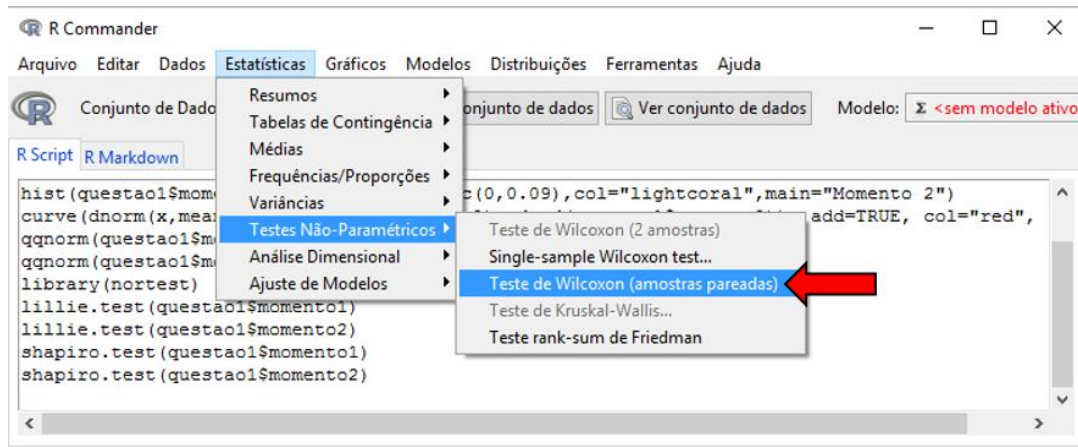 R Commander
Arquivo Editar Dados Estatísticas Gráficos Modelos Distribuições Ferramentas Ajuda
Conjunto de Dado onjunto de dados Ver conjunto de dados Modelo: Σ <sem modelo ativo
R Script R Markdown
Resumos
Tabelas de Contingência
Médias
Frequências/Proporções
Variâncias
Testes Não-Paramétricos
Análise Dimensional
Ajuste de Modelos
Teste de Wilcoxon (2 amostras)
Single-sample Wilcoxon test...
Teste de Wilcoxon (amostras pareadas)
Teste de Kruskal-Wallis...
Teste rank-sum de Friedman
hist(questao1$mom c(0,0.09),col="lightcoral",main="Momento 2")
curve(dnorm(x,mea add=TRUE, col="red",
qqnorm(questao1$m
qqnorm(questao1$m
library(nortest)
lillie.test(questao1$momento1)
lillie.test(questao1$momento2)
shapiro.test(questao1$momento1)
shapiro.test(questao1$momento2)